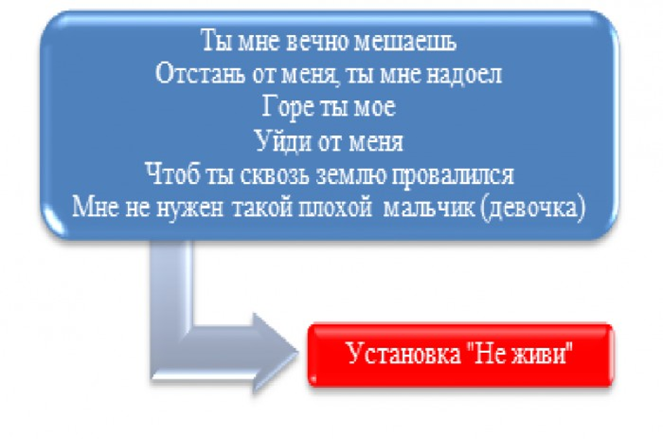 Ты мне вечно мешаешь
Отстань от меня, ты мне надоел
Горе ты мое
Уйди от меня
Чтоб ты сквозь землю провалился
Мне не нужен такой плохой мальчик (девочка)
Установка "Не живи"